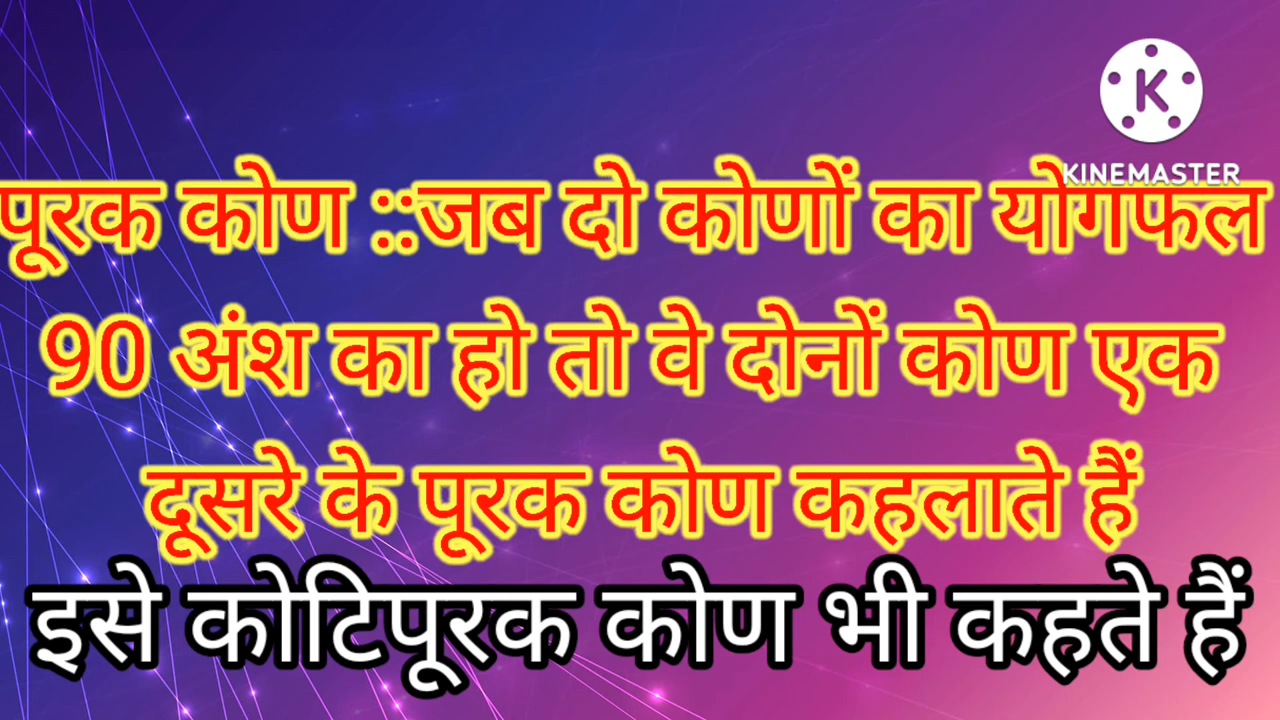 K
KINEMASTER
पूरक कोण :::जब दो कोणों का योगफल
90 अंश का हो तो वे दोनों कोण एक
दूसरे के पूरक कोण कहलाते हैं
इसे कोटिपूरक कोण भी कहते हैं